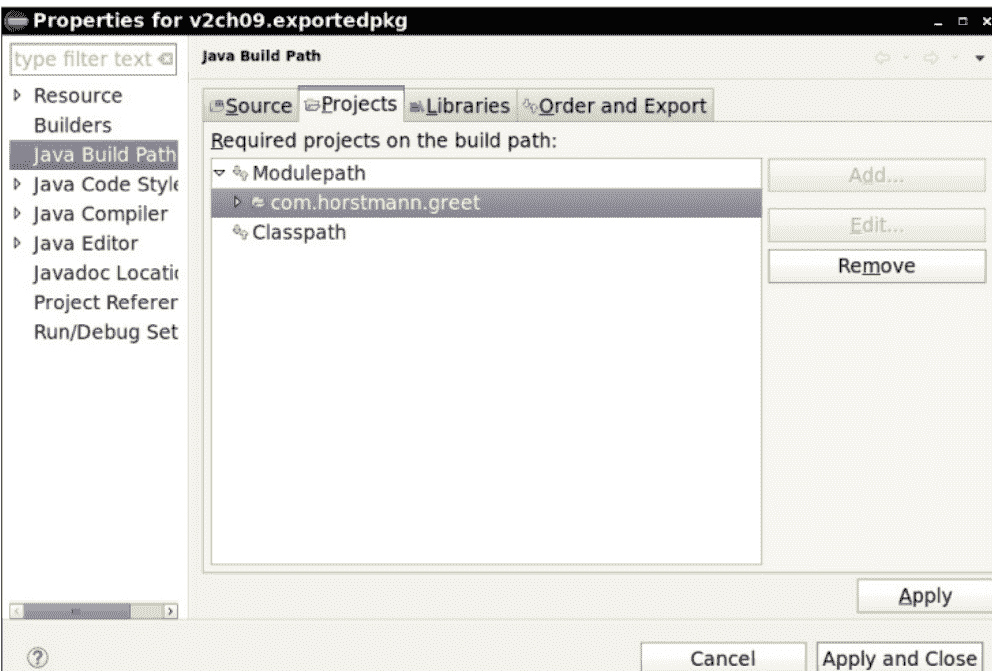 Properties for v2ch09.exportedpkg
type filter text
Java Build Path
Resource
Builders
Java Build Path
Java Code Style
Java Compiler
Java Editor
Javadoc Locatio
Project Referen
Run/Debug Set
Source
Projects
Libraries
Order and Export
Required projects on the build path:
Modulepath
com.horstmann.greet
Classpath
Add...
Edit...
Remove
Apply
Cancel
Apply and Close